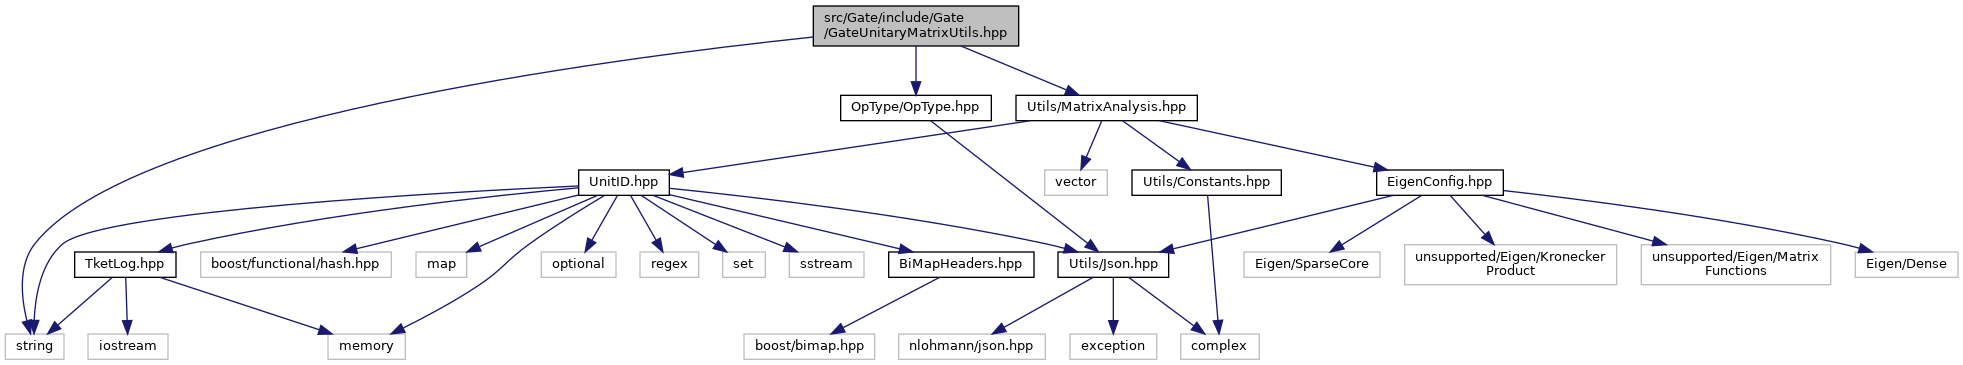 src/Gate/include/Gate
/GateUnitaryMatrixUtils.hpp
OpType/OpType.hpp
Utils/MatrixAnalysis.hpp
UnitID.hpp
vector
Utils/Constants.hpp
EigenConfig.hpp
TketLog.hpp
boost/functional/hash.hpp
map
optional
regex
set
sstream
BiMapHeaders.hpp
Utils/Json.hpp
Eigen/SparseCore
unsupported/Eigen/Kronecker
Product
unsupported/Eigen/Matrix
Functions
Eigen/Dense
string
iostream
memory
boost/bimap.hpp
nlohmann/json.hpp
exception
complex